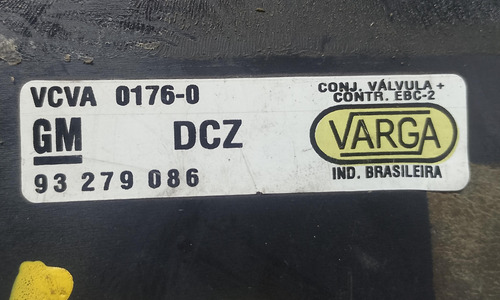 VCVA 0176-0
CONJ. VÁLVULA +
CONTR. EBC-2
GM DCZ
VARGA
93 279 086
IND. BRASILEIRA